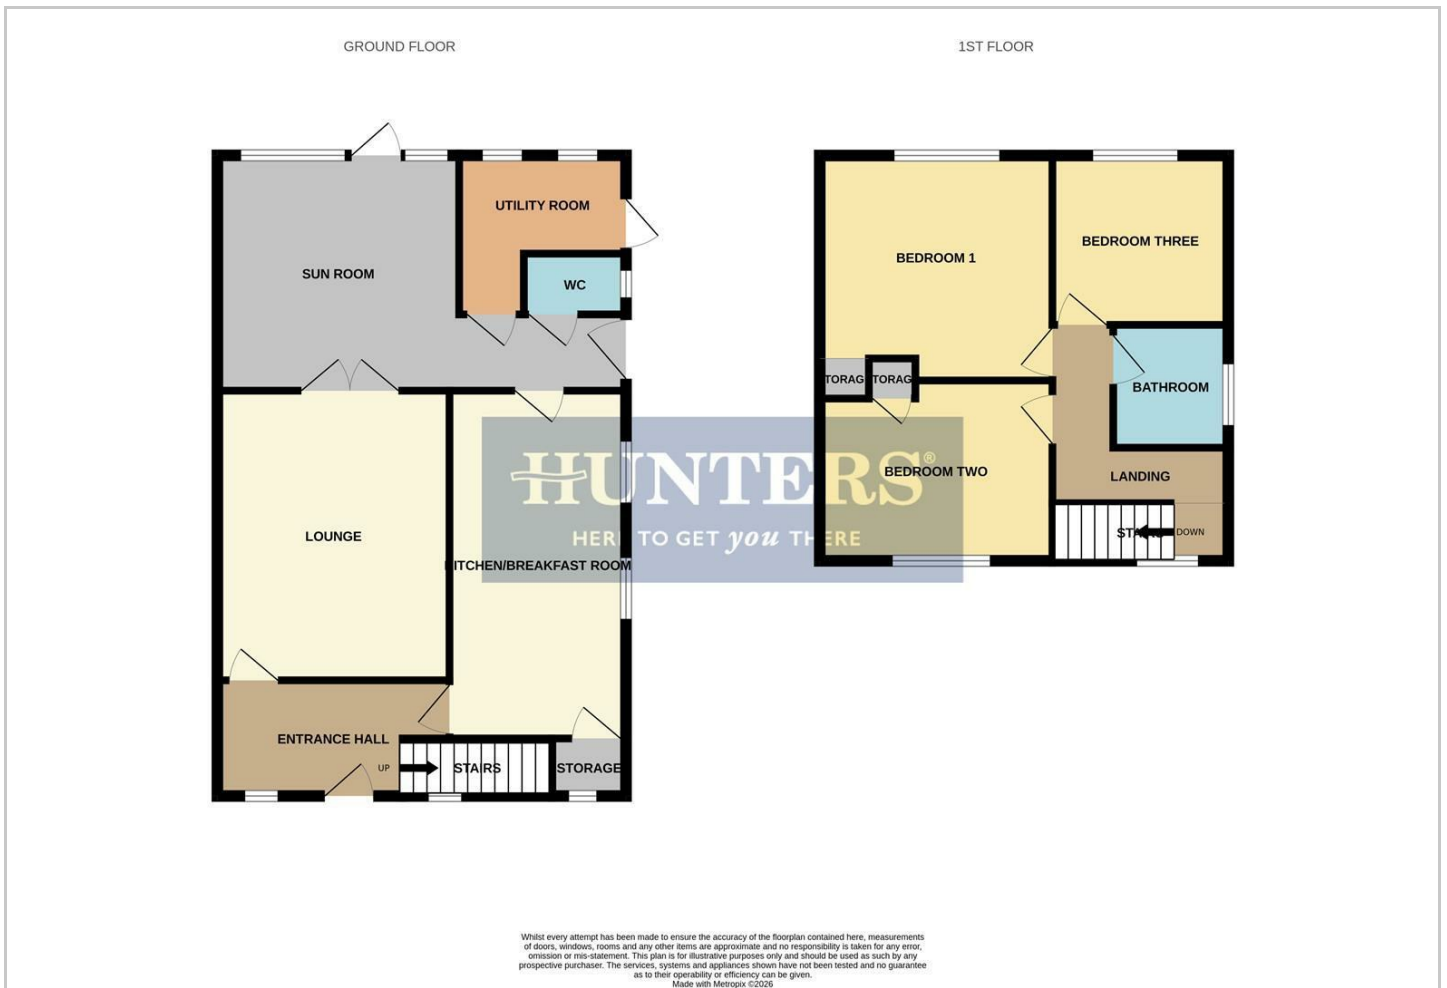 GROUND FLOOR
1ST FLOOR
SUN ROOM
UTILITY ROOM
WC
LOUNGE
KITCHEN/BREAKFAST ROOM
ENTRANCE HALL
UP
STAIRS
STORAGE
BEDROOM 1
BEDROOM THREE
TORAG
TORAG
BATHROOM
BEDROOM TWO
LANDING
STAIRS
DOWN
HUNTERS®
HERE TO GET you THERE
Whilst every attempt has been made to ensure the accuracy of the floorplan contained here, measurements
of doors, windows, rooms and any other items are approximate and no responsibility is taken for any error,
omission or mis-statement. This plan is for illustrative purposes only and should be used as such by any
prospective purchaser. The services, systems and appliances shown have not been tested and no guarantee
as to their operability or efficiency can be given.
Made with Metropix ©2026